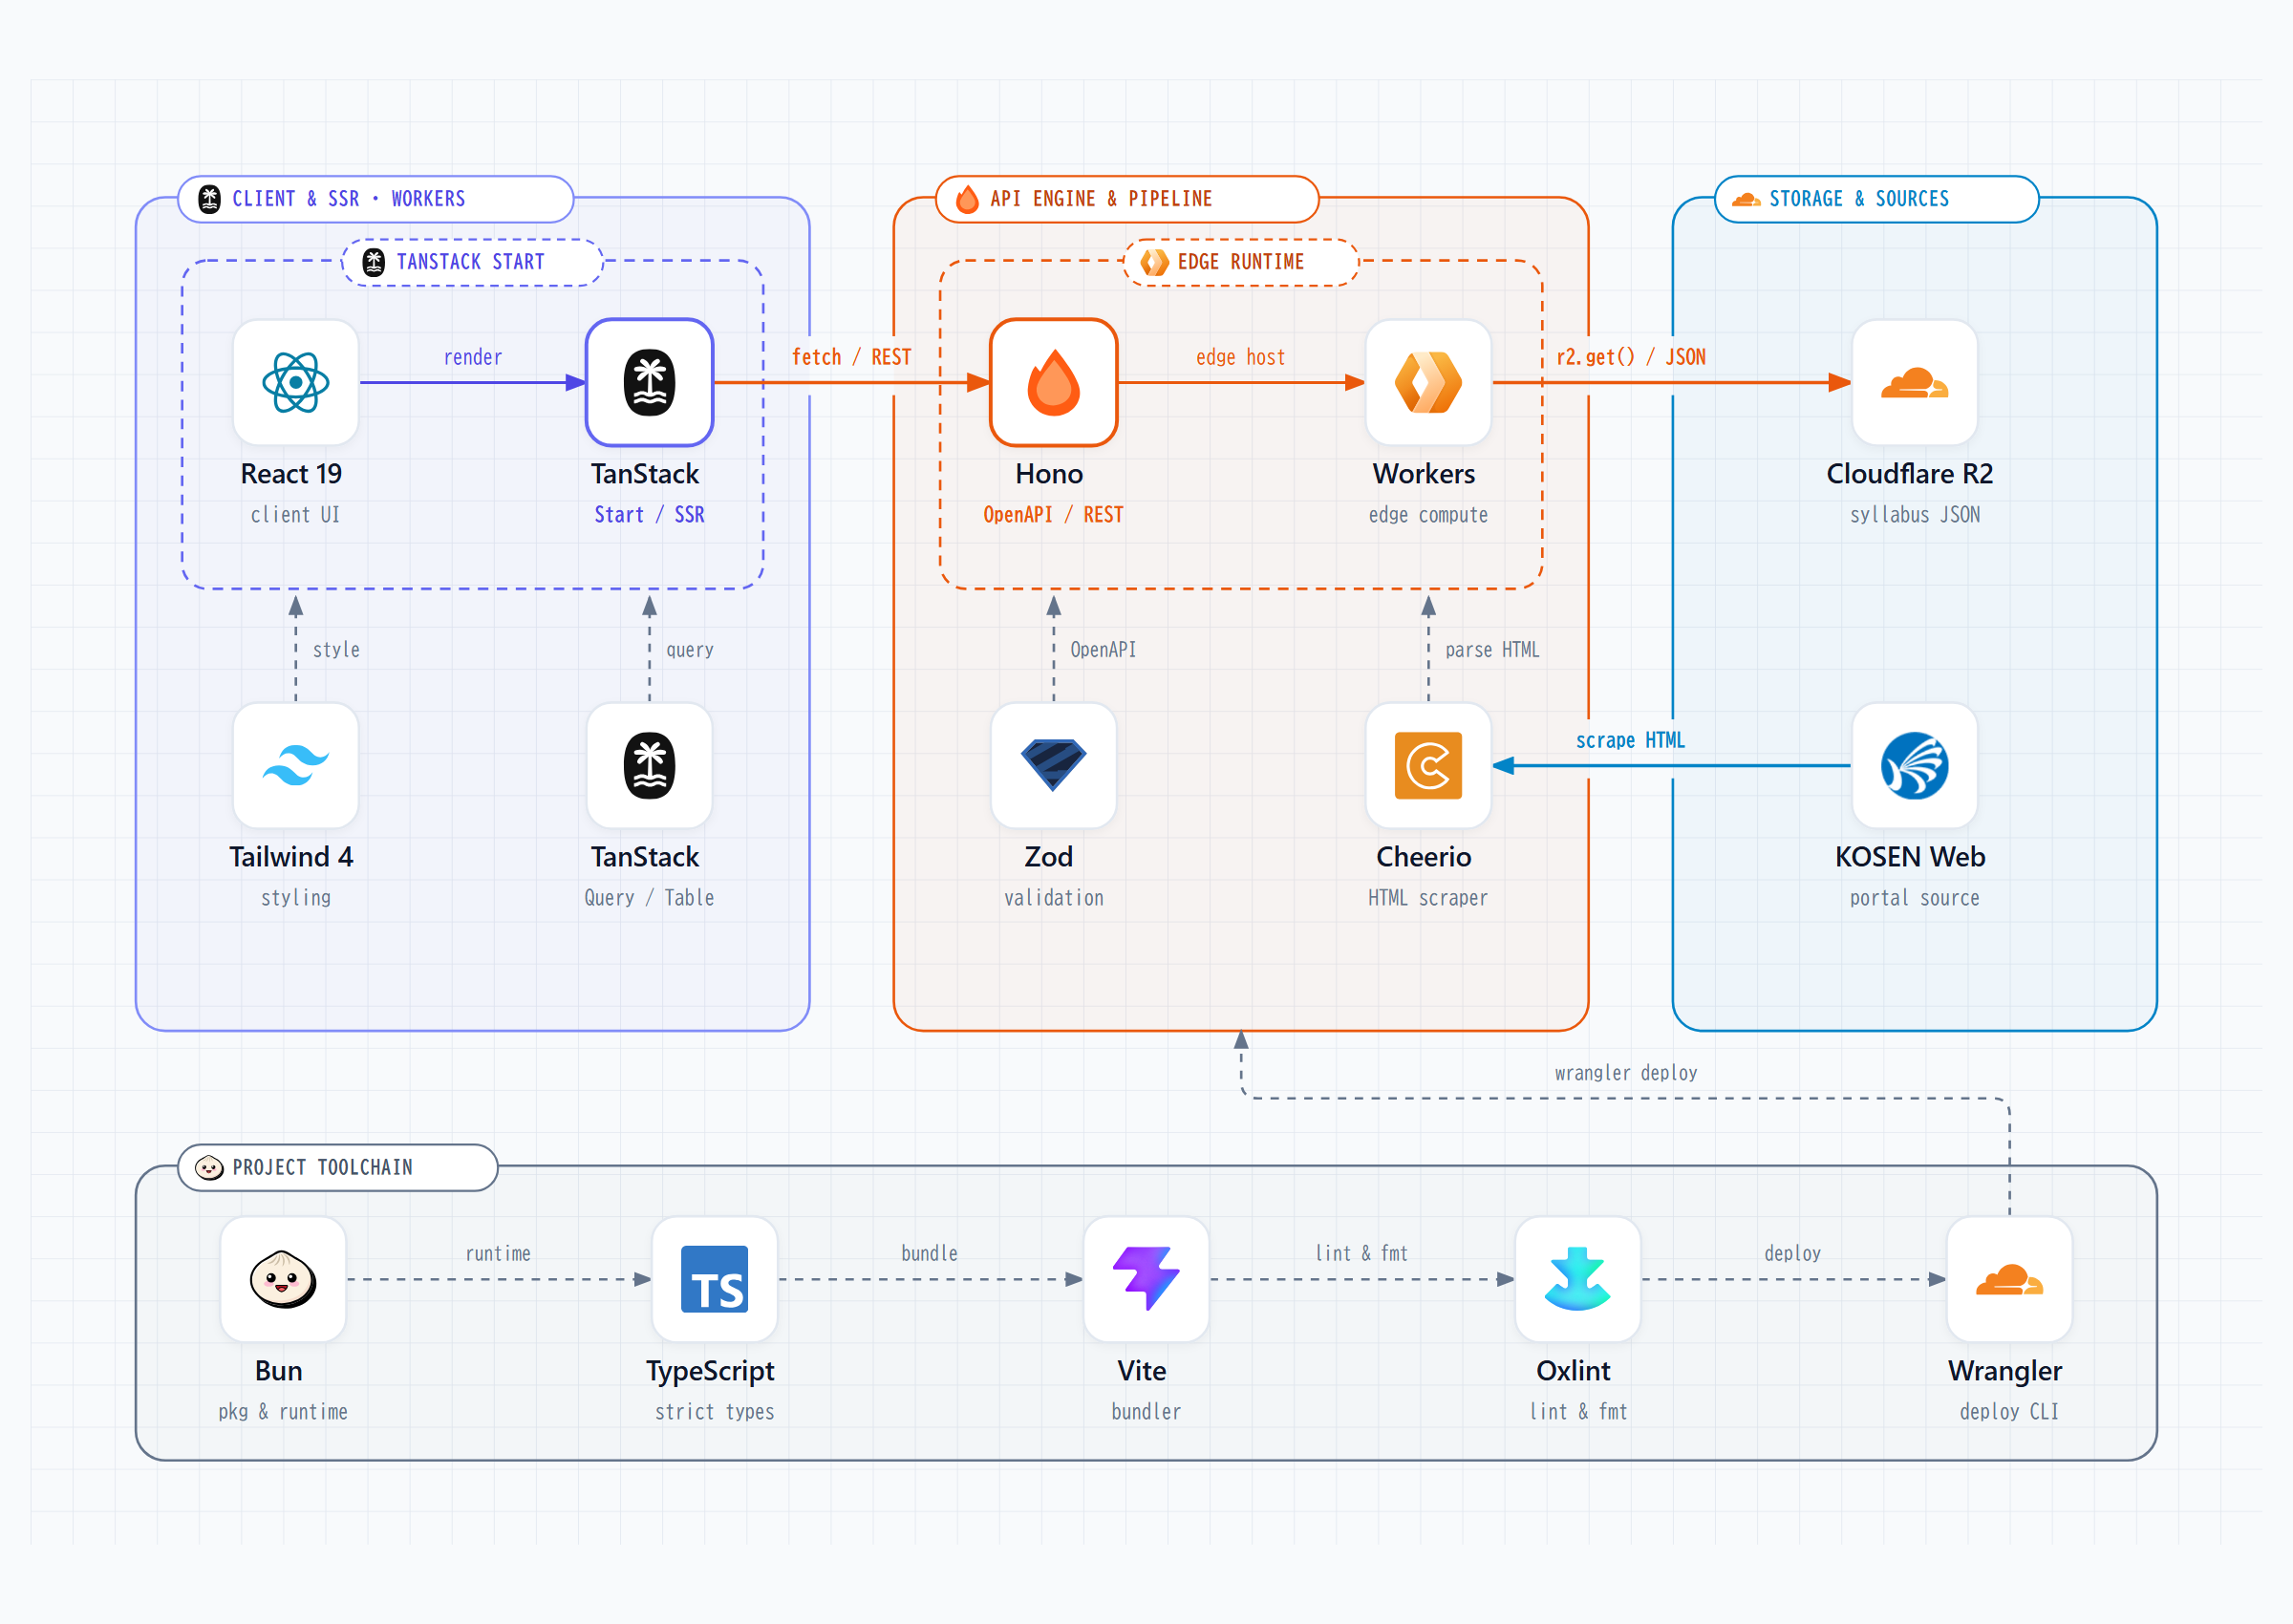 CLIENT & SSR • WORKERS
API ENGINE & PIPELINE
STORAGE & SOURCES
TANSTACK START
EDGE RUNTIME
render
fetch / REST
edge host
r2.get() / JSON
React 19
client UI
TanStack
Start / SSR
Hono
OpenAPI / REST
Workers
edge compute
Cloudflare R2
syllabus JSON
style
query
OpenAPI
parse HTML
scrape HTML
Tailwind 4
styling
TanStack
Query / Table
Zod
validation
Cheerio
HTML scraper
KOSEN Web
portal source
wrangler deploy
PROJECT TOOLCHAIN
runtime
bundle
lint & fmt
deploy
TS
Bun
pkg & runtime
TypeScript
strict types
Vite
bundler
Oxlint
lint & fmt
Wrangler
deploy CLI